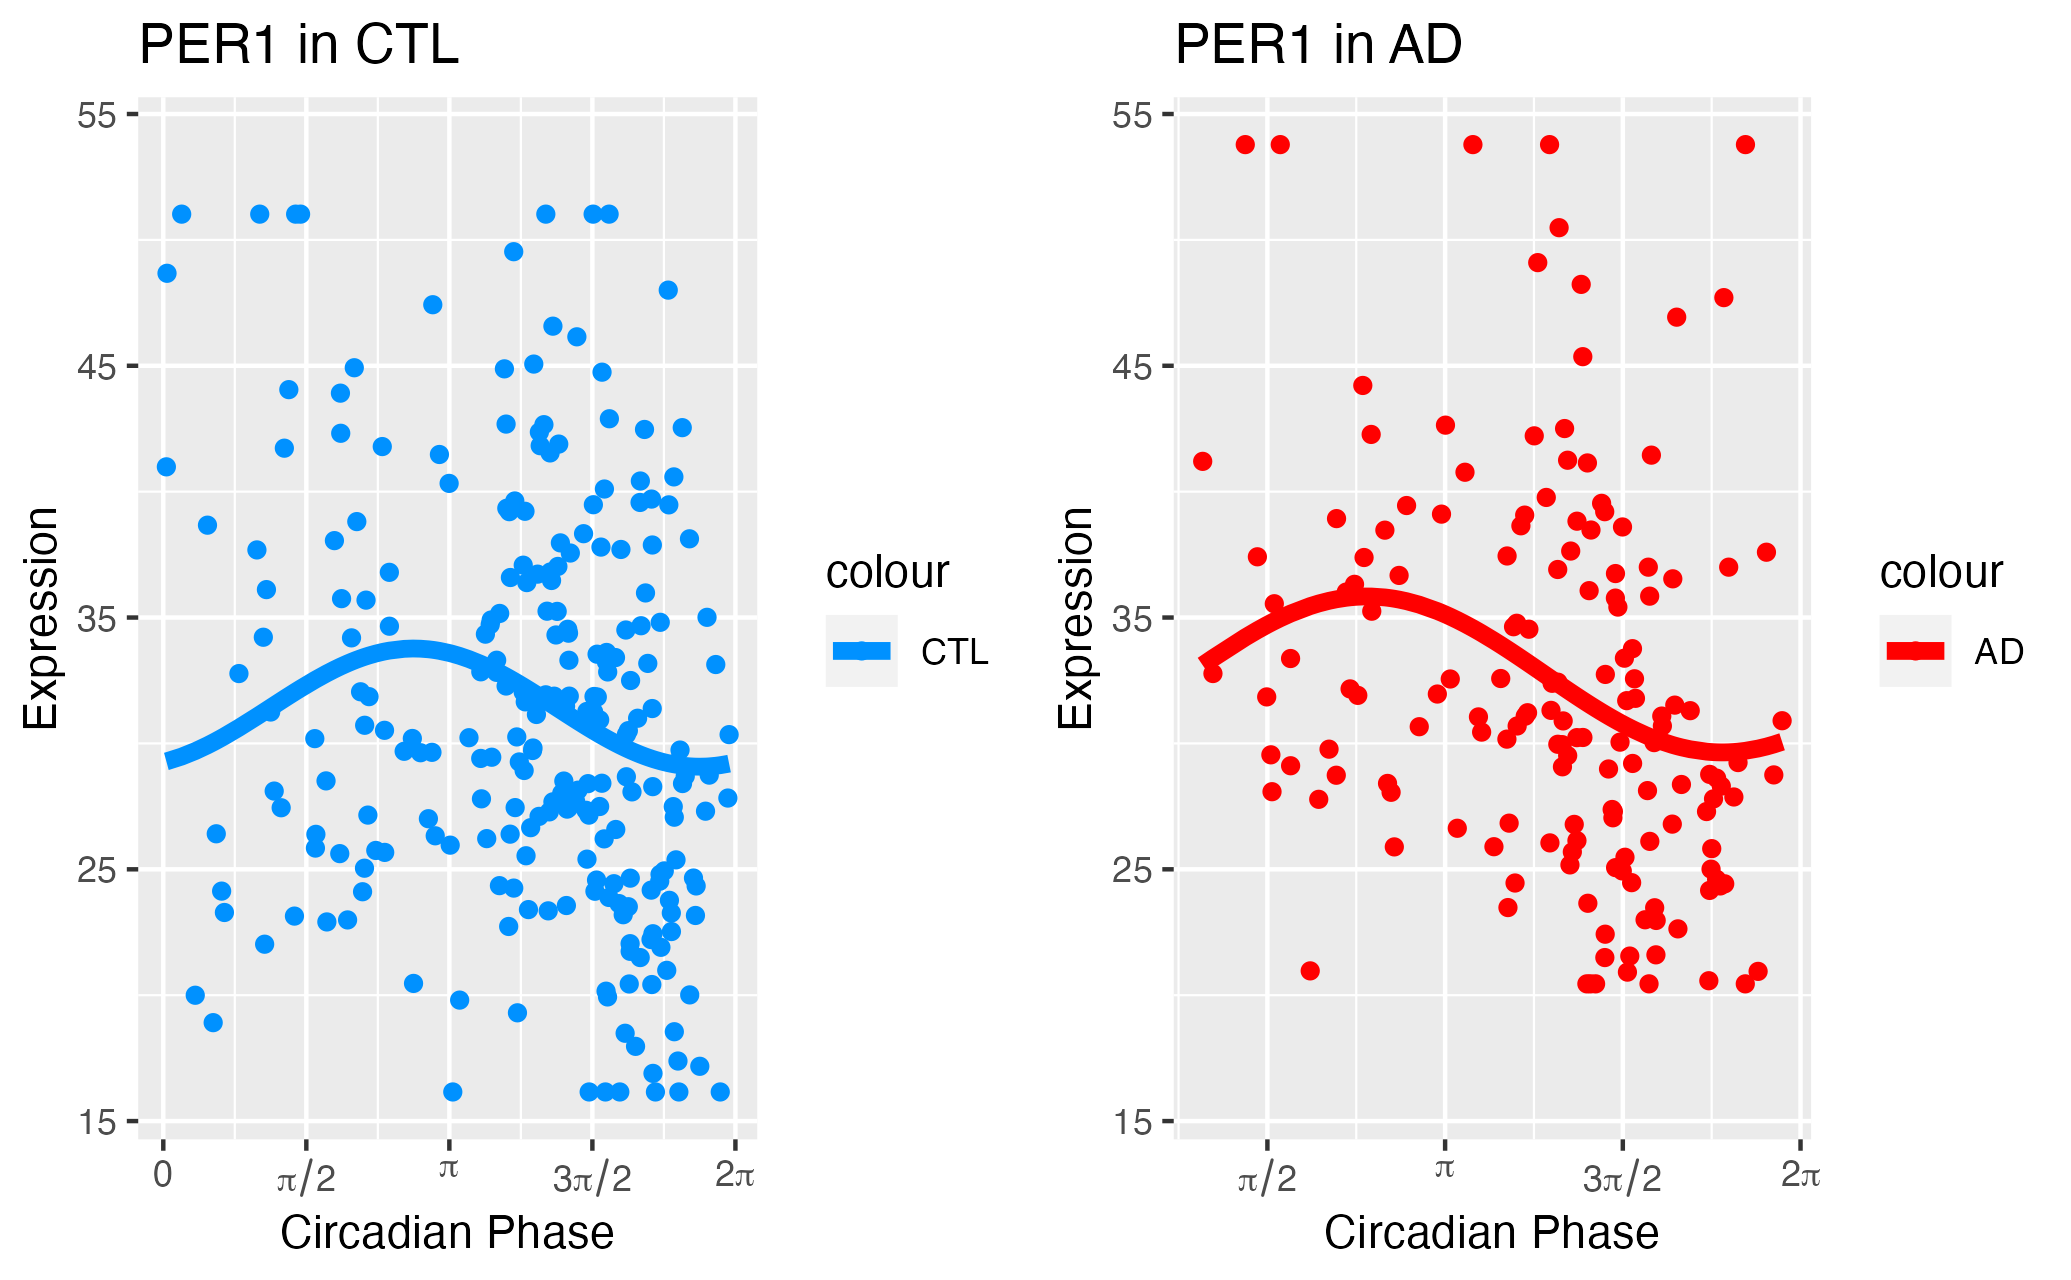 PER1 in CTL
55
45
35
25
15
Expression
0
π/2
π
3π/2
2π
Circadian Phase
colour
CTL
PER1 in AD
55
45
35
25
15
Expression
π/2
π
3π/2
2π
Circadian Phase
colour
AD